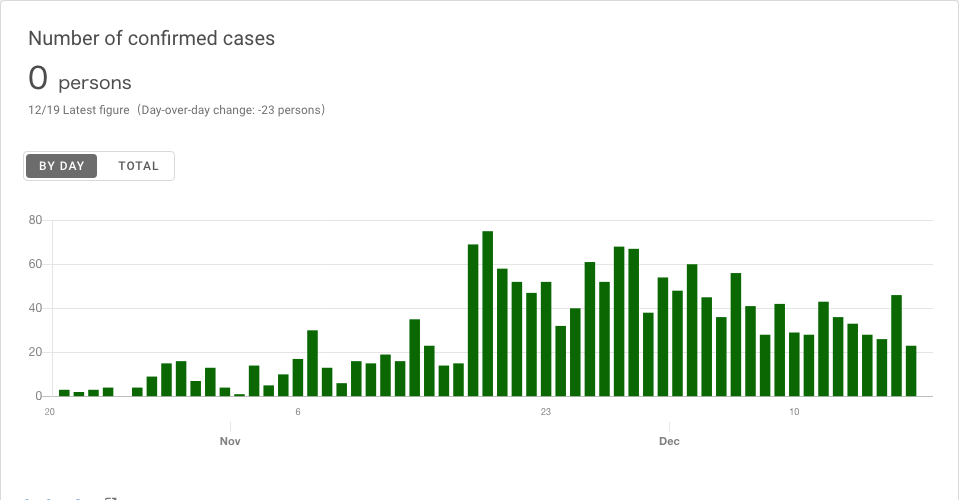 Number of confirmed cases
0 persons
12/19 Latest figure（Day-over-day change: -23 persons）
BY DAY TOTAL
80
60
40
20
0
20 6 23 10
Nov Dec